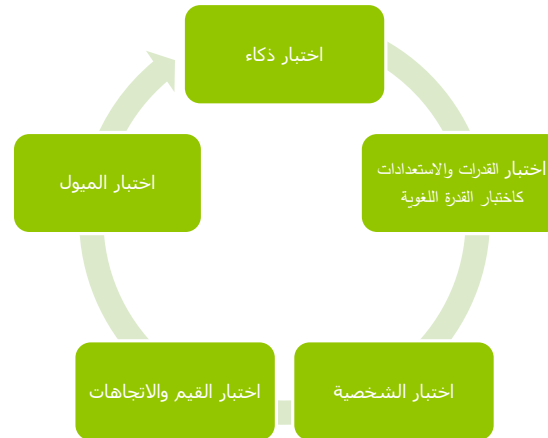 اختبار ذكاء
اختبار القدرات والاستعدادات
كاختبار القدرة اللغوية
اختبار الشخصية
اختبار القيم والاتجاهات
اختبار الميول